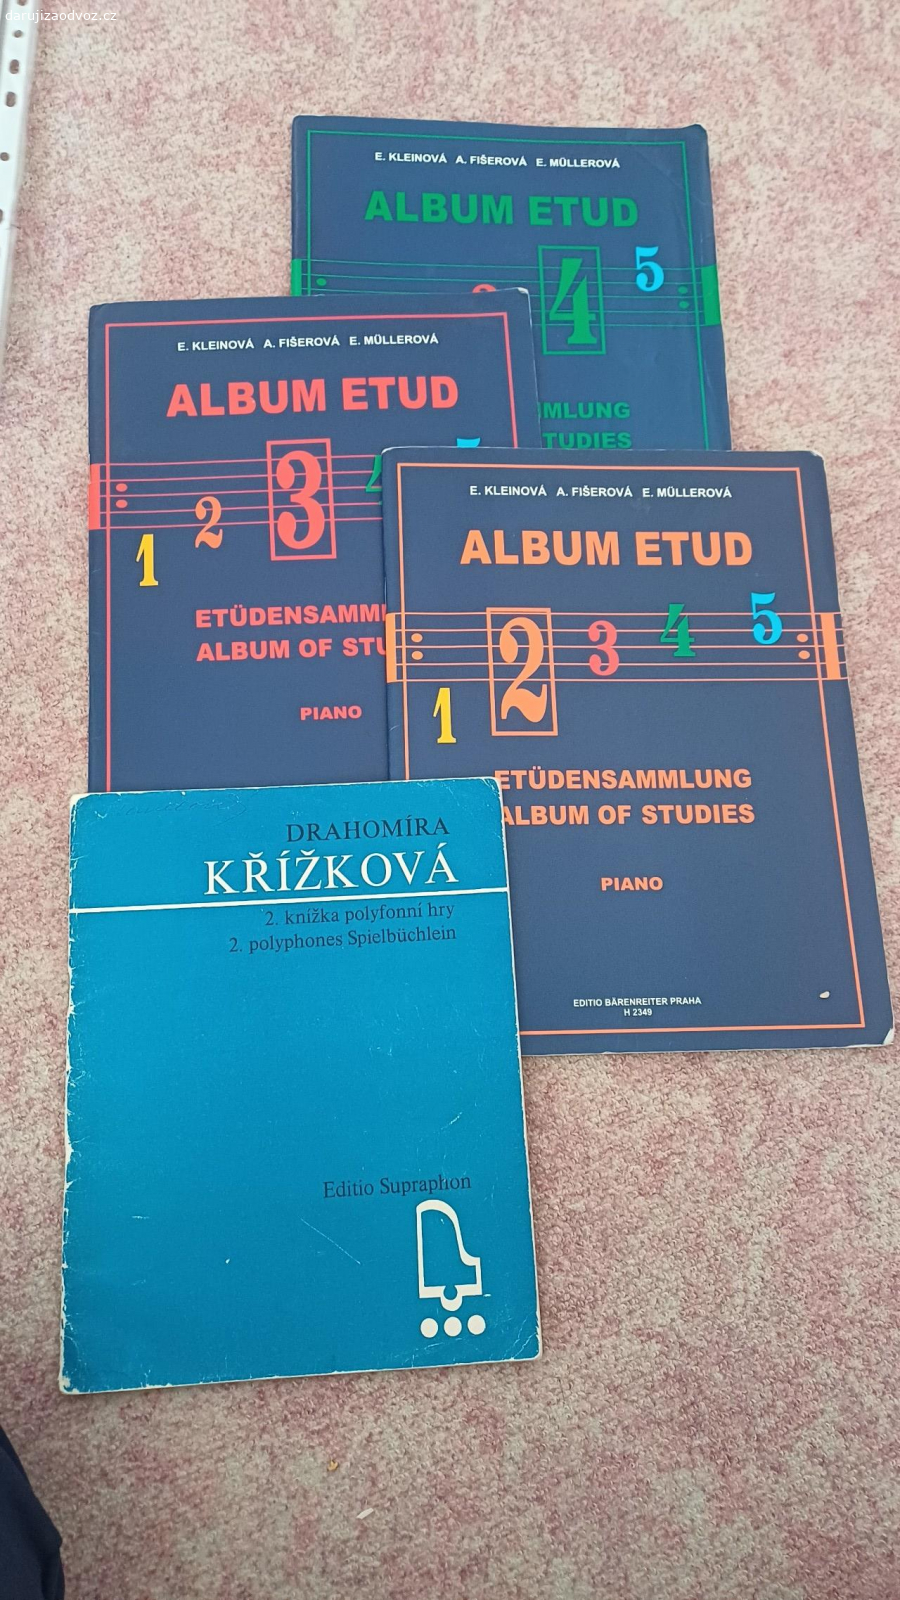 darujizaodvoz.cz
E. KLEINOVÁ A. FIŠEROVÁ E. MÜLLEROVÁ
ALBUM ETUD
4 5
E. KLEINOVÁ A. FIŠEROVÁ E. MÜLLEROVÁ
ALBUM ETUD
1 2 3
ALBUM OF
PIANO
E. KLEINOVÁ A. FIŠEROVÁ E. MÜLLEROVÁ
ALBUM ETUD
1 2 3 4 5
ETÜDENSAMMLUNG
ALBUM OF STUDIES
PIANO
EDITIO BÄRENREITER PRAHA
H 2349
DRAHOMÍRA
KŘÍŽKOVÁ
2. knížka polyfonní hry
2. polyphones Spielbüchlein
Editio Supraphon